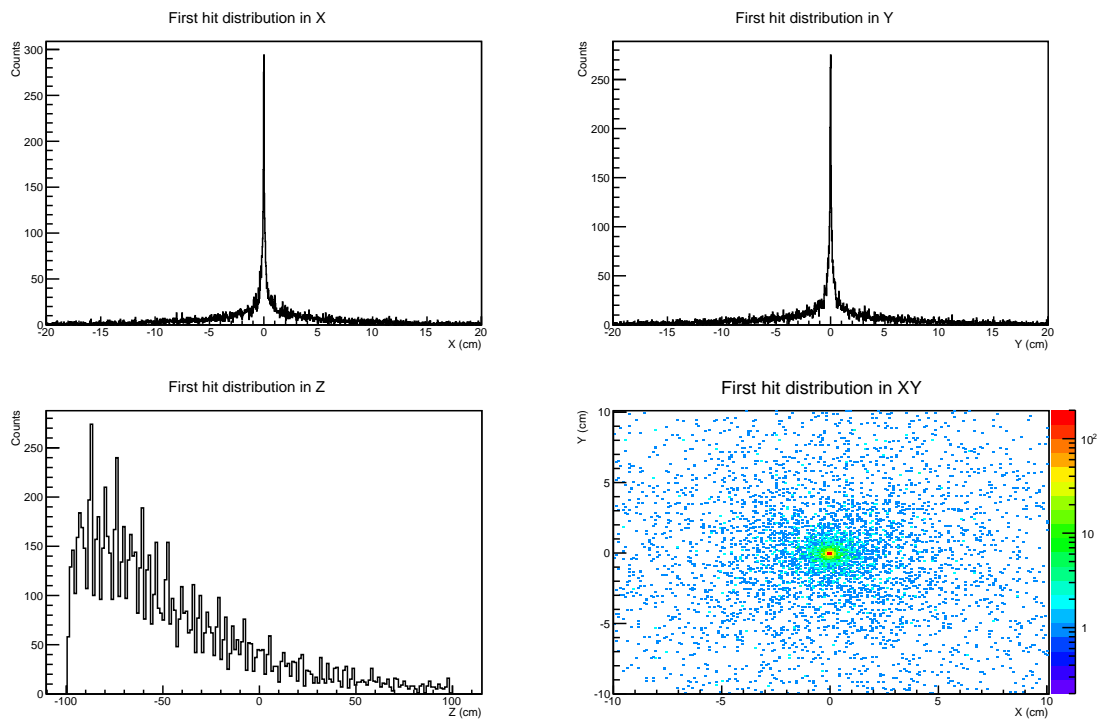 First hit distribution in X
Counts
300
250
200
150
100
50
0
-20 -15 -10 -5 0 5 10 15 20
X (cm)
First hit distribution in Y
Counts
250
200
150
100
50
0
-20 -15 -10 -5 0 5 10 15 20
Y (cm)
First hit distribution in Z
Counts
250
200
150
100
50
0
-100 -50 0 50 100
Z (cm)
First hit distribution in XY
Y (cm)
10
5
0
-5
-10
-10 -5 0 5 10
X (cm)
10²
10
1